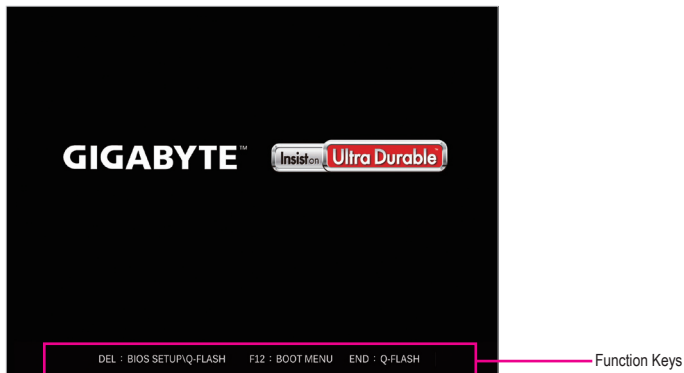 GIGABYTE™ Insist on Ultra Durable™
DEL : BIOS SETUP\Q-FLASH F12 : BOOT MENU END : Q-FLASH
Function Keys